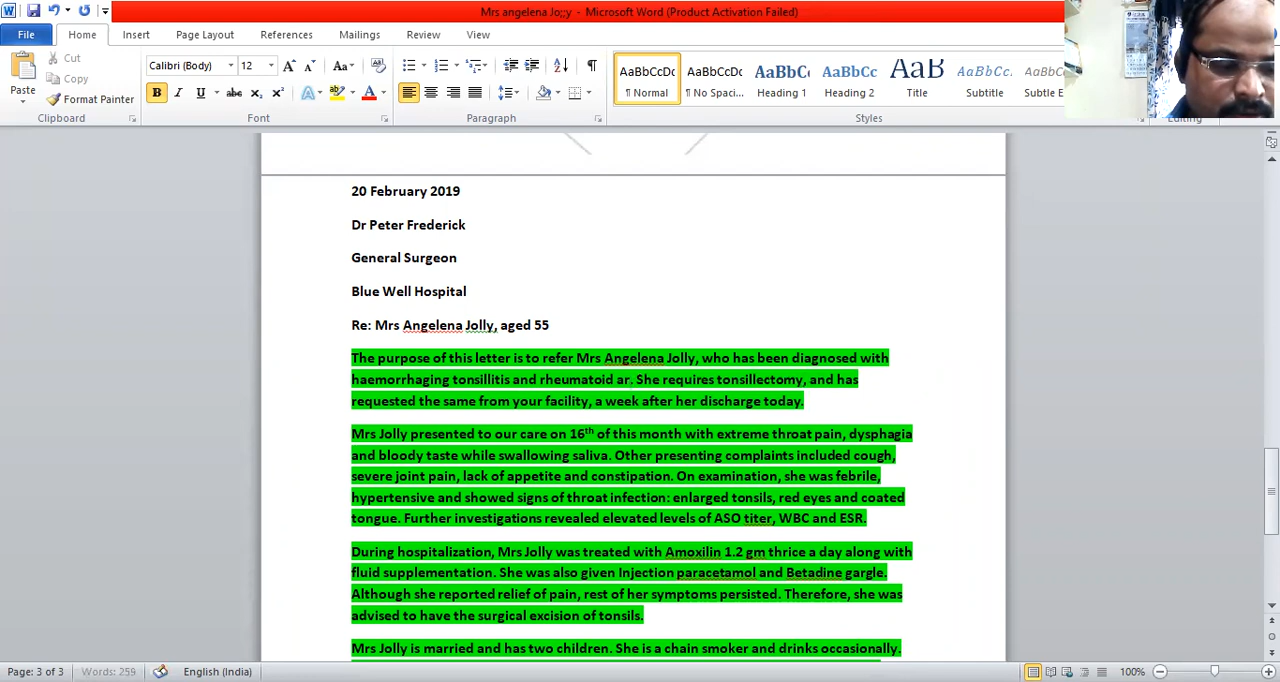 Mrs angelena Jo;;y - Microsoft Word (Product Activation Failed)
File Home Insert Page Layout References Mailings Review View
Cut
Copy
Paste
Format Painter
Calibri (Body) 12
AaBbCcDc AaBbCcDc AaBbCc AaBbCc AaB AaBbCc. AaBbCc
¶ Normal ¶ No Spaci... Heading 1 Heading 2 Title Subtitle Subtle E
Clipboard Font Paragraph Styles Editing
20 February 2019
Dr Peter Frederick
General Surgeon
Blue Well Hospital
Re: Mrs Angelena Jolly, aged 55
The purpose of this letter is to refer Mrs Angelena Jolly, who has been diagnosed with
haemorrhaging tonsillitis and rheumatoid ar. She requires tonsillectomy, and has
requested the same from your facility, a week after her discharge today.
Mrs Jolly presented to our care on 16th of this month with extreme throat pain, dysphagia
and bloody taste while swallowing saliva. Other presenting complaints included cough,
severe joint pain, lack of appetite and constipation. On examination, she was febrile,
hypertensive and showed signs of throat infection: enlarged tonsils, red eyes and coated
tongue. Further investigations revealed elevated levels of ASO titer, WBC and ESR.
During hospitalization, Mrs Jolly was treated with Amoxilin 1.2 gm thrice a day along with
fluid supplementation. She was also given Injection paracetamol and Betadine gargle.
Although she reported relief of pain, rest of her symptoms persisted. Therefore, she was
advised to have the surgical excision of tonsils.
Mrs Jolly is married and has two children. She is a chain smoker and drinks occasionally.
Page: 3 of 3 Words: 259 English (India) 100%